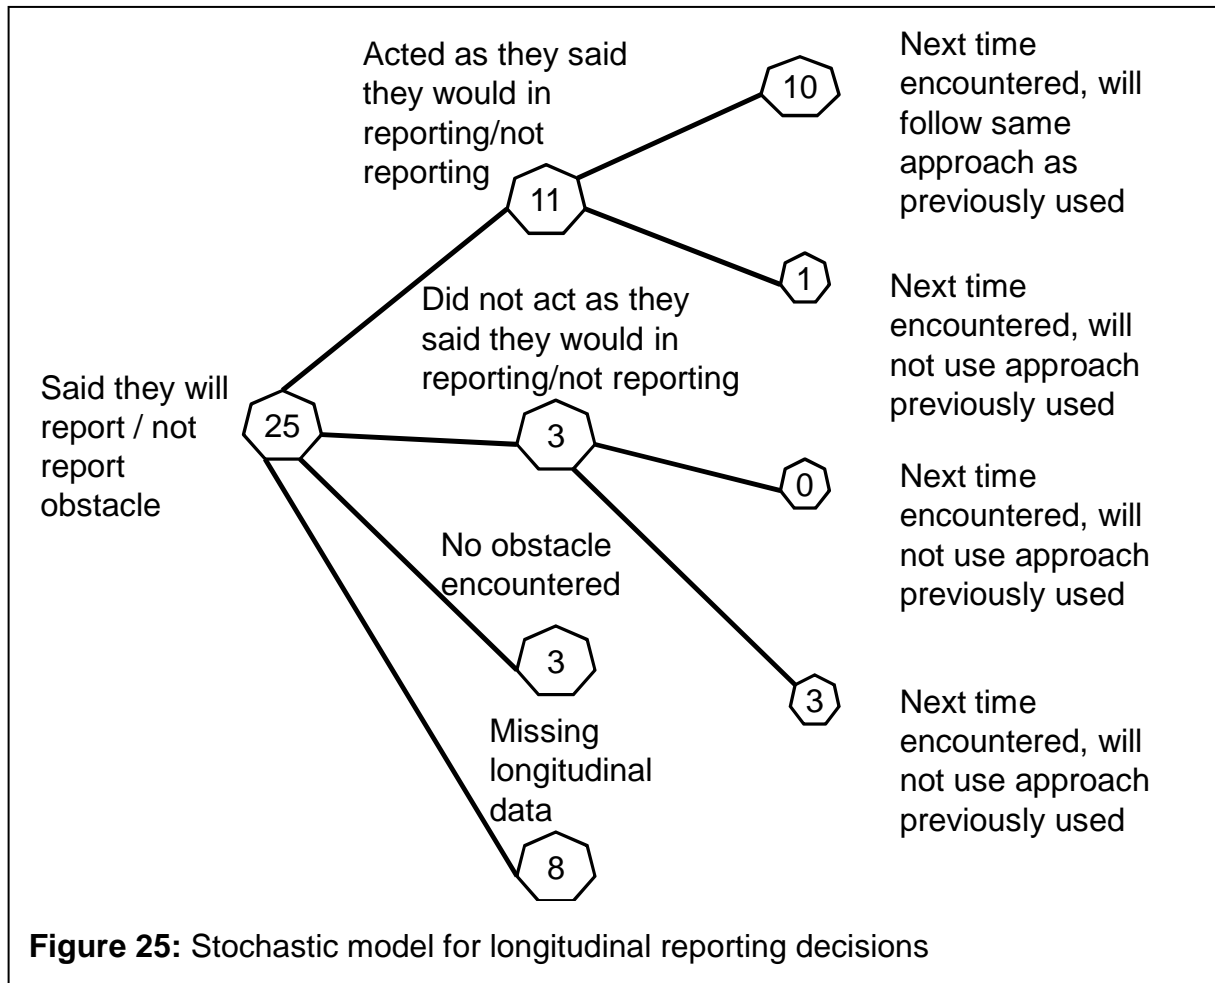 Acted as they said
they would in
reporting/not
reporting
10
Next time
encountered, will
follow same
approach as
previously used
11
1
Next time
encountered, will
not use approach
previously used
Did not act as they
said they would in
reporting/not reporting
Said they will
report / not
report
obstacle
25
3
0
Next time
encountered, will
not use approach
previously used
No obstacle
encountered
3
3
Next time
encountered, will
not use approach
previously used
Missing
longitudinal
data
8
Figure 25: Stochastic model for longitudinal reporting decisions